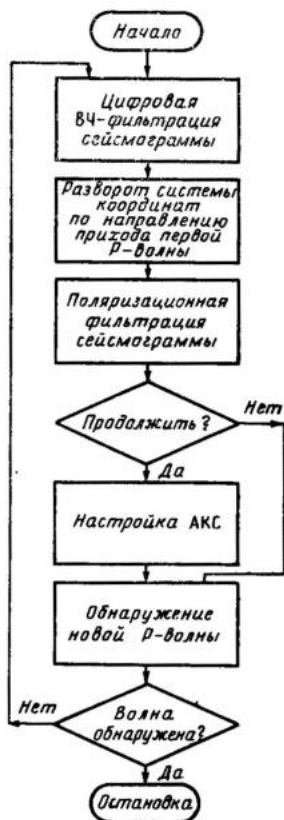 Начало
Цифровая
ВЧ-фильтрация
сейсмограммы
Разворот системы
координат
по направлению
прихода первой
Р-волны
Поляризационная
фильтрация
сейсмограммы
Продолжить?
Нет
Да
Настройка АКС
Обнаружение
новой Р-волны
Нет
Волна
обнаружена?
Да
Остановка